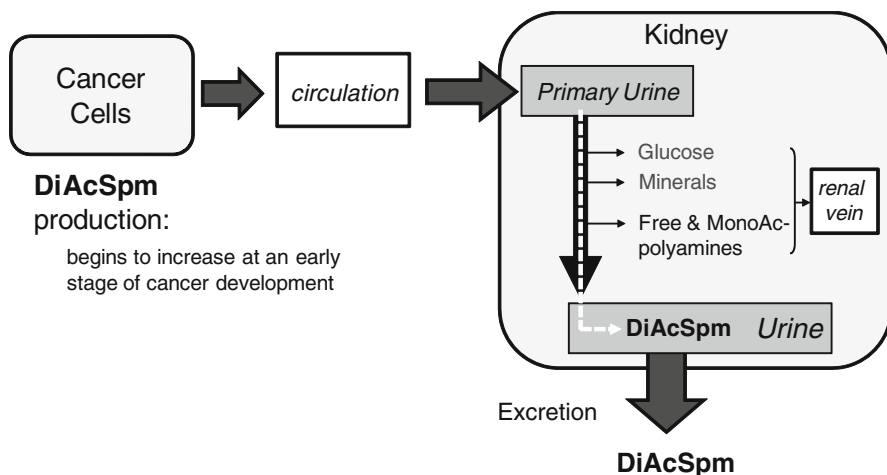 Kidney
Cancer
Cells
circulation
Primary Urine
Glucose
Minerals
Free & MonoAc-
polyamines
renal
vein
DiAcSpm
production:
begins to increase at an early
stage of cancer development
DiAcSpm Urine
Excretion
DiAcSpm